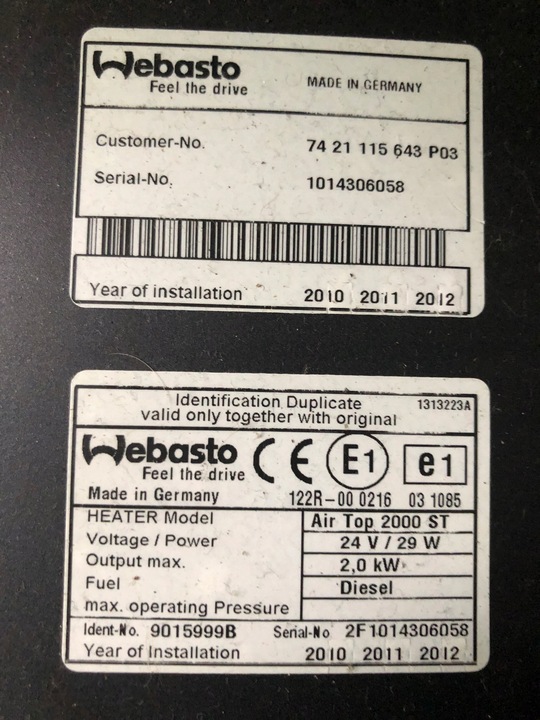 Webasto
Feel the drive
MADE IN GERMANY
Customer-No. 74 21 115 643 P03
Serial-No. 1014306058
Year of installation 2010 2011 2012
Identification Duplicate 1313223A
valid only together with original
Webasto CE E1 e1
Feel the drive
Made in Germany 122R-00 0216 03 1085
HEATER Model Air Top 2000 ST
Voltage / Power 24 V / 29 W
Output max. 2,0 kW
Fuel Diesel
max. operating Pressure
Ident-No. 9015999B Serial-No 2F1014306058
Year of Installation 2010 2011 2012